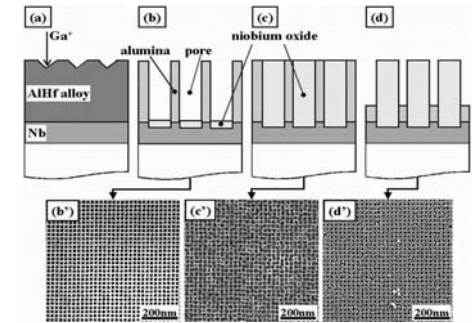 (a)
(b)
(c)
(d)
Ga⁺
alumina
pore
niobium oxide
AlHf alloy
Nb
(b')
(c')
(d')
200nm
200nm
200nm